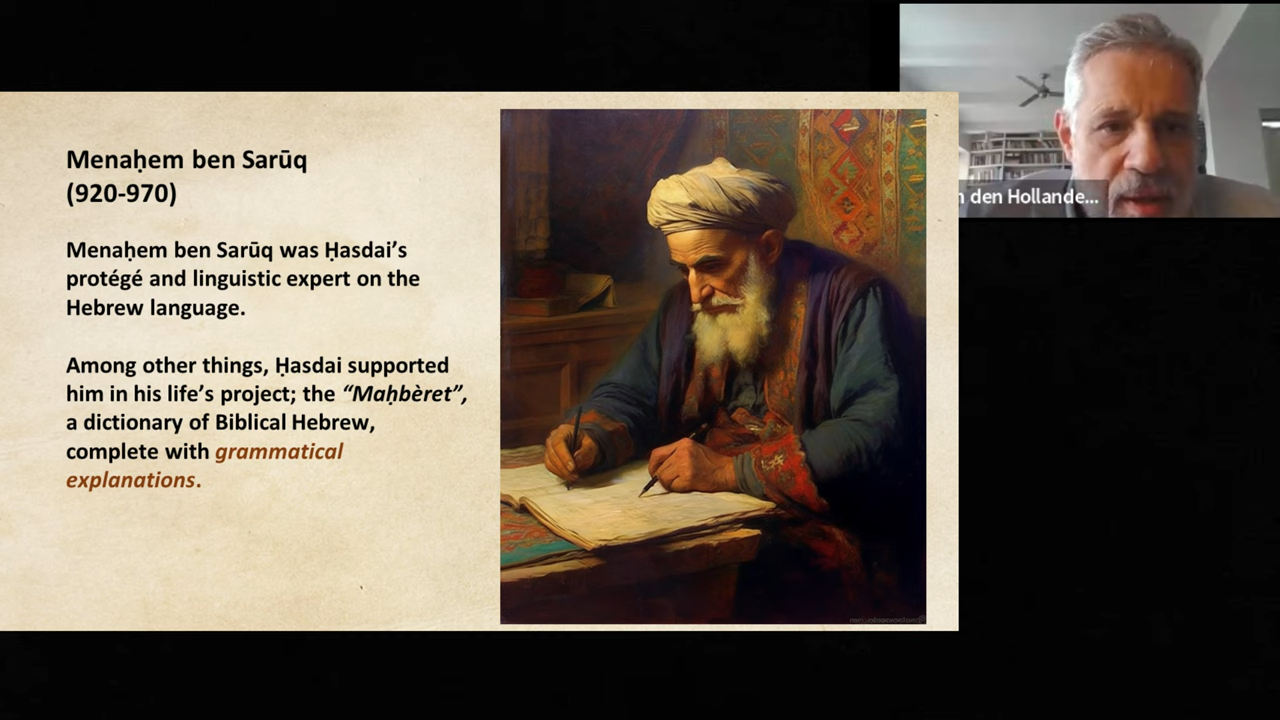 Menaḥem ben Sarūq
(920-970)
Menaḥem ben Sarūq was Ḥasdai’s
protégé and linguistic expert on the
Hebrew language.
Among other things, Ḥasdai supported
him in his life’s project; the “Maḥbèret”,
a dictionary of Biblical Hebrew,
complete with grammatical
explanations.
den Hollande...